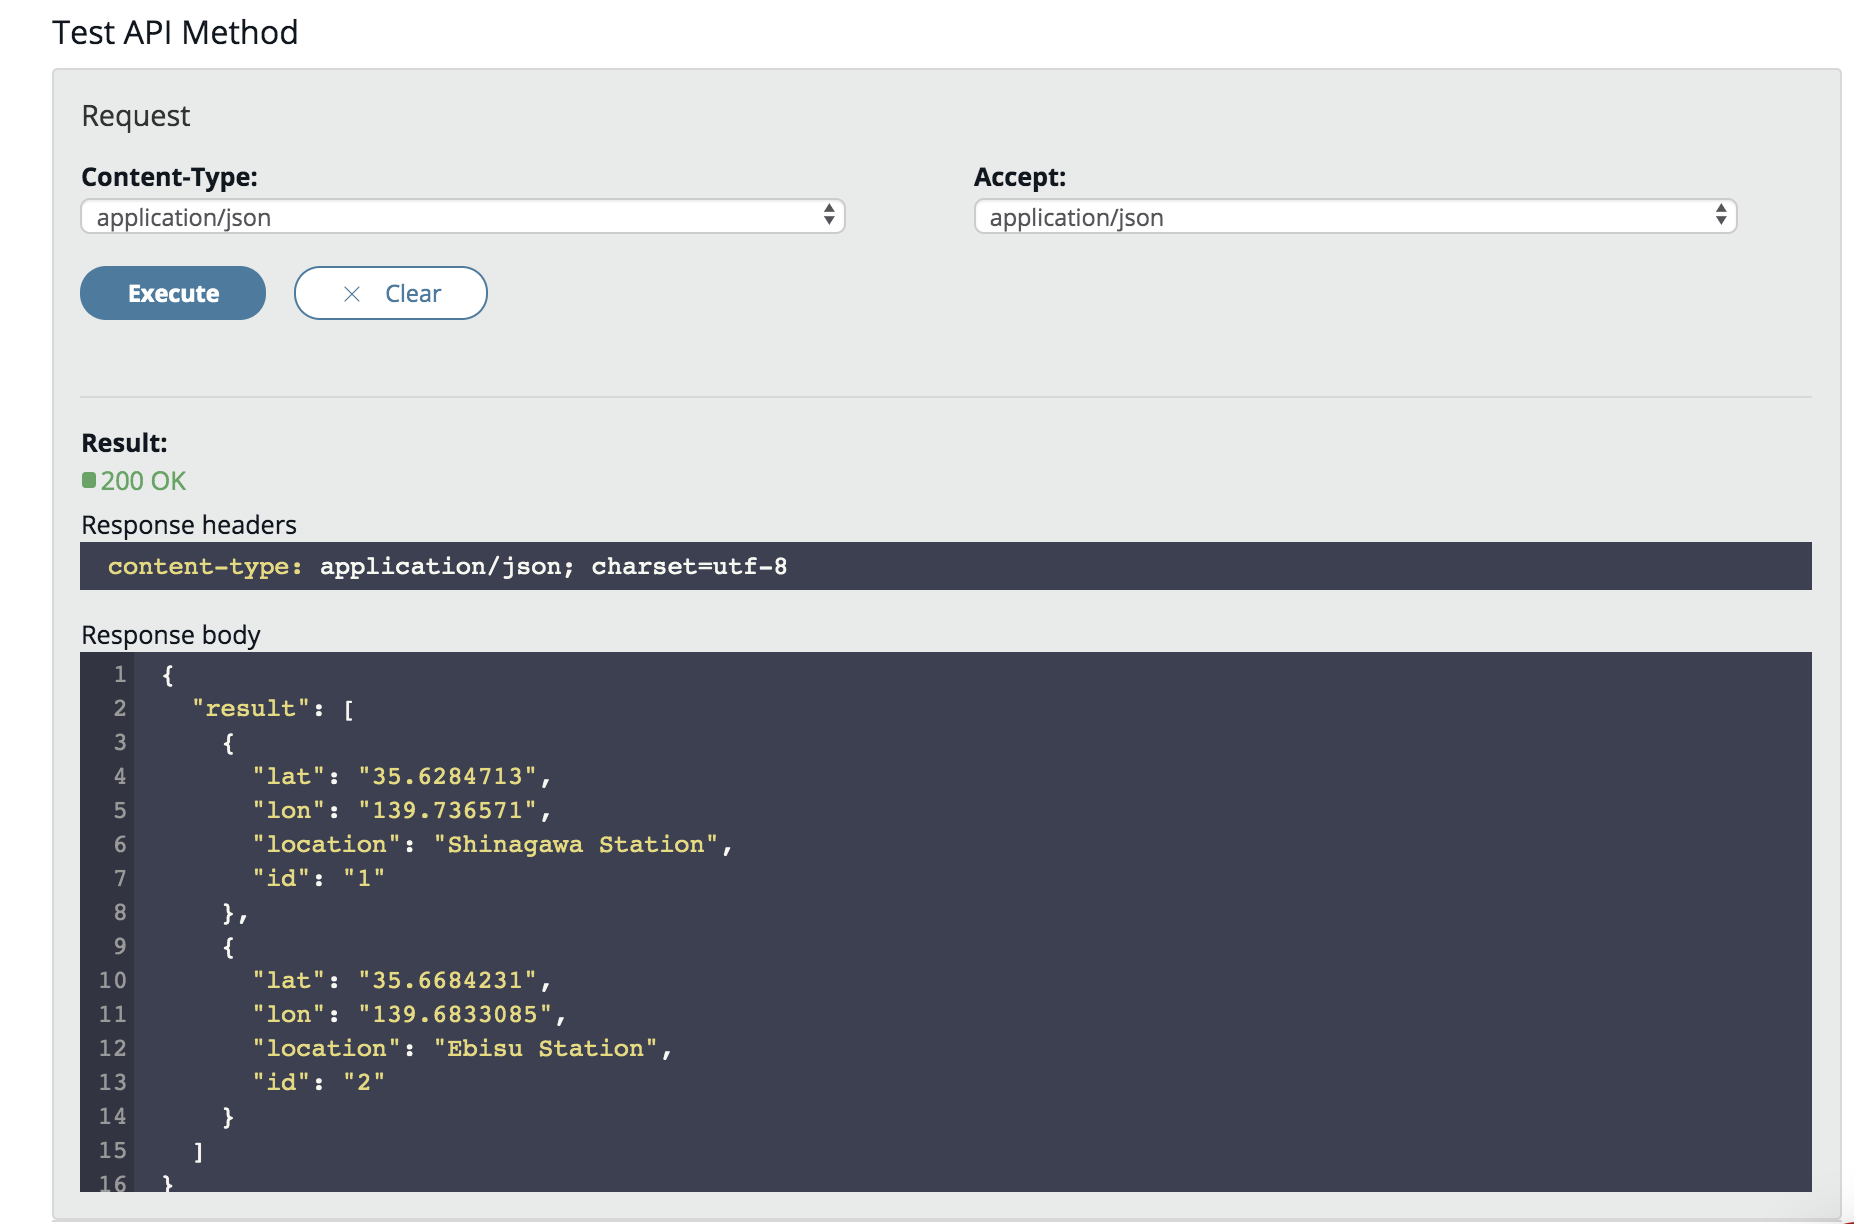 Test API Method
Request
Content-Type: Accept:
application/json application/json
Execute × Clear
Result:
200 OK
Response headers
content-type: application/json; charset=utf-8
Response body
1 {
2 "result": [
3 {
4 "lat": "35.6284713",
5 "lon": "139.736571",
6 "location": "Shinagawa Station",
7 "id": "1"
8 },
9 {
10 "lat": "35.6684231",
11 "lon": "139.6833085",
12 "location": "Ebisu Station",
13 "id": "2"
14 }
15 ]
16 }